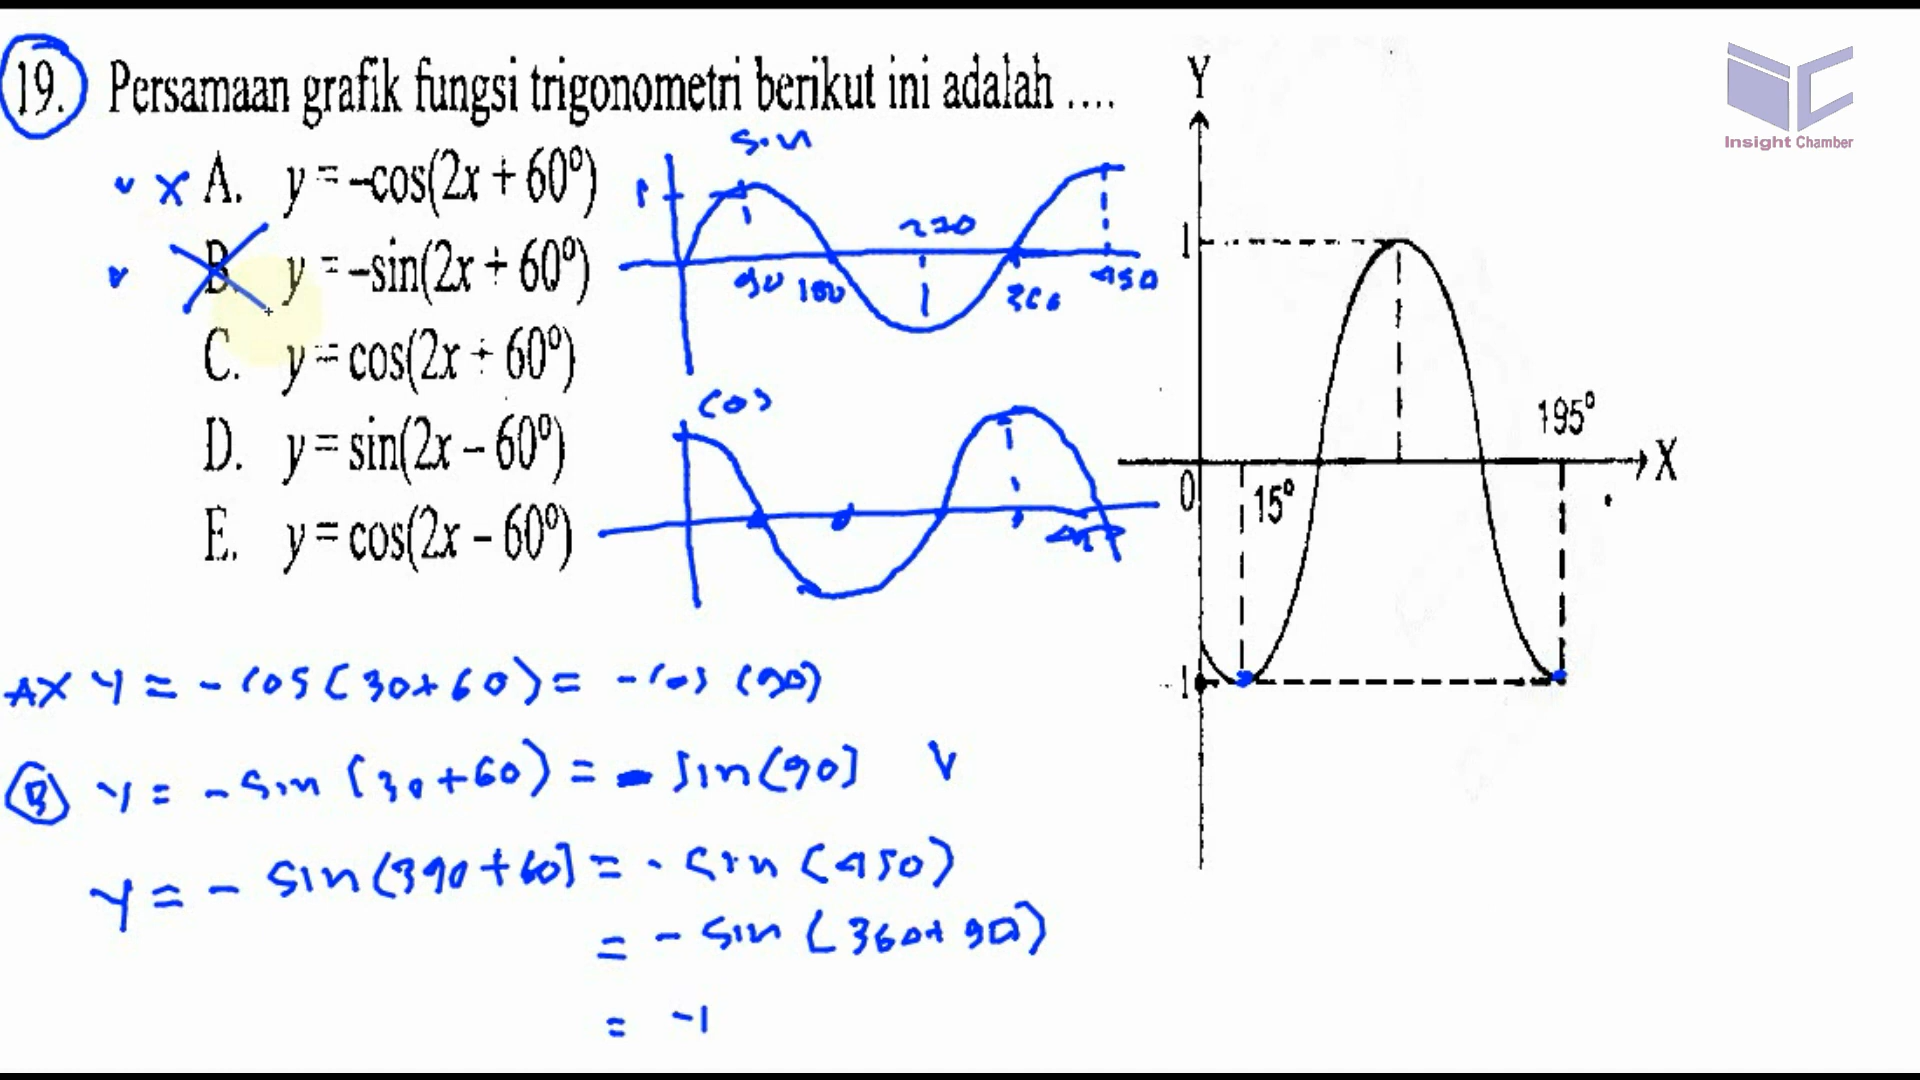 19. Persamaan grafik fungsi trigonometri berikut ini adalah ....
x A. y = -cos(2x + 60°)
B. y = -sin(2x + 60°)
C. y = cos(2x + 60°)
D. y = sin(2x - 60°)
E. y = cos(2x - 60°)
sin
1
90 180 270 360 450
cos
Y
1
195°
X
0
15°
-1
Insight Chamber
AX Y = - cos(30+60) = - cos (90)
B Y = - sin (30+60) = - sin(90) v
Y = - sin(390+60) = - sin (450)
= - sin (360+90)
= -1